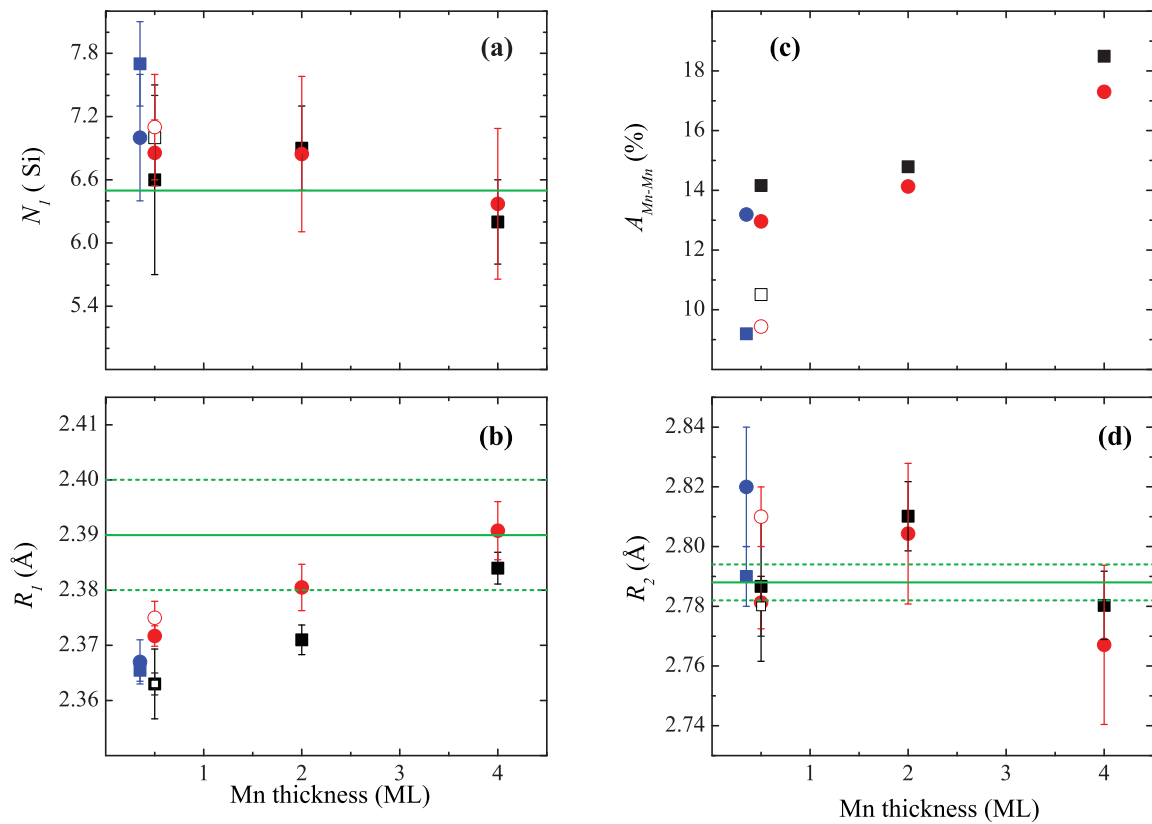 (a)
7.8
7.2
6.6
6.0
5.4
N1 ( Si)
(c)
18
16
14
12
10
AMn-Mn (%)
(b)
2.41
2.40
2.39
2.38
2.37
2.36
R1 (Å)
1 2 3 4
Mn thickness (ML)
(d)
2.84
2.82
2.80
2.78
2.76
2.74
R2 (Å)
1 2 3 4
Mn thickness (ML)